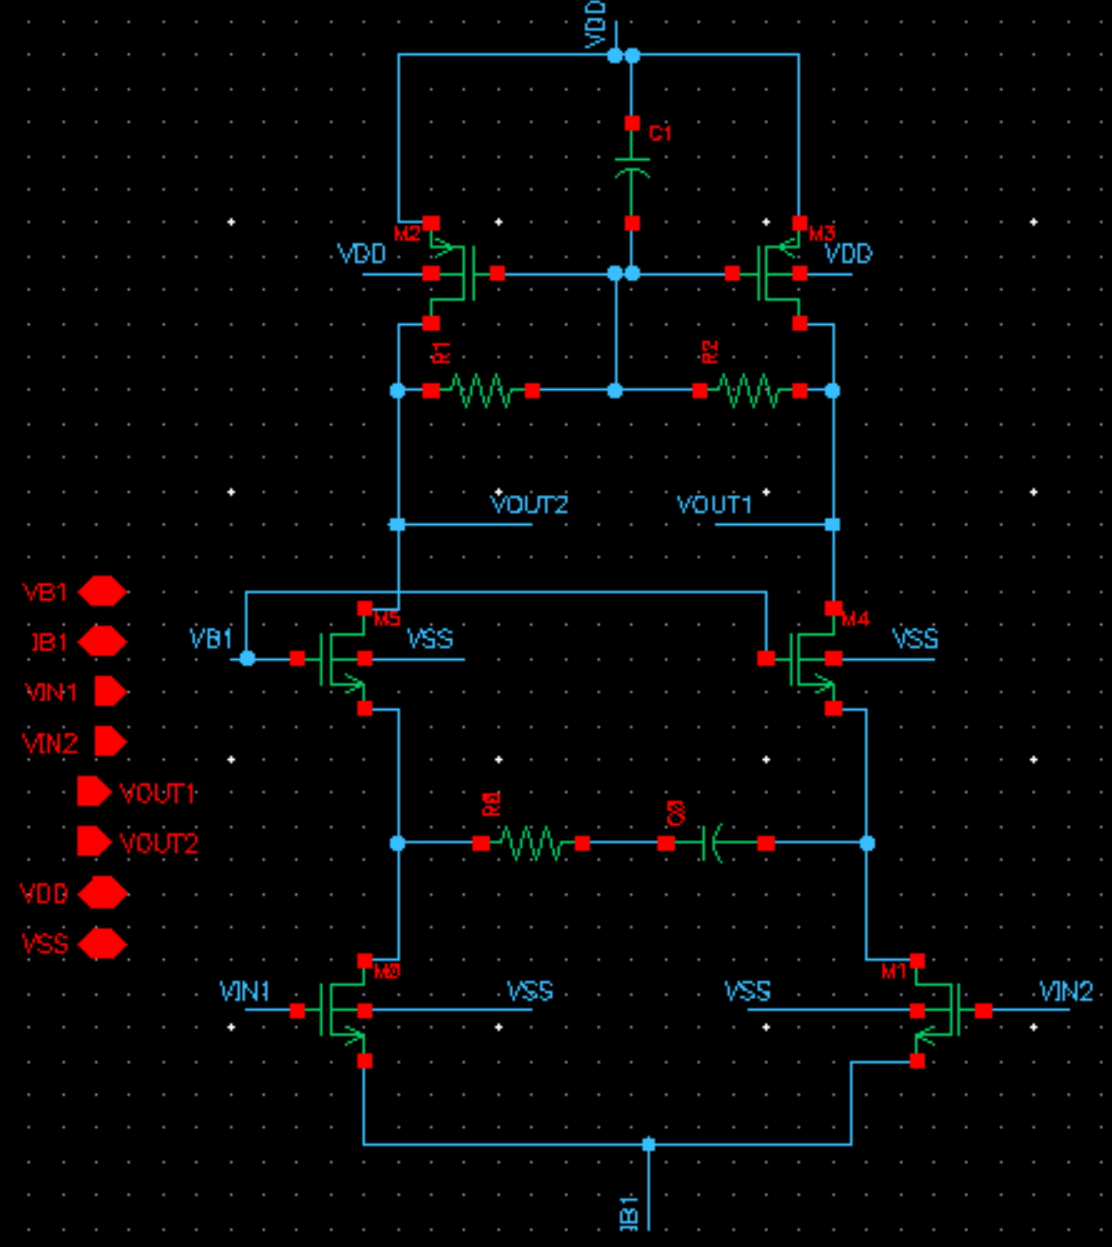 VDD
C1
M2
M3
VDD
VDD
R1
R2
VOUT2
VOUT1
VB1
M5
M4
VB1
VSS
VSS
IB1
VIN1
VIN2
VOUT1
R0
C0
VOUT2
VDD
VSS
M0
M1
VIN1
VSS
VSS
VIN2
IB1